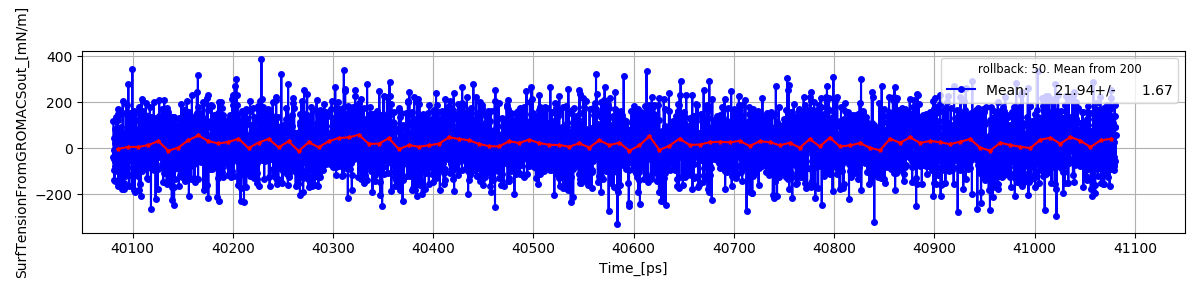 SurfTensionFromGROMACSout_[mN/m]
400
200
0
−200
rollback: 50. Mean from 200
Mean: 21.94+/- 1.67
40100 40200 40300 40400 40500 40600 40700 40800 40900 41000 41100
Time_[ps]